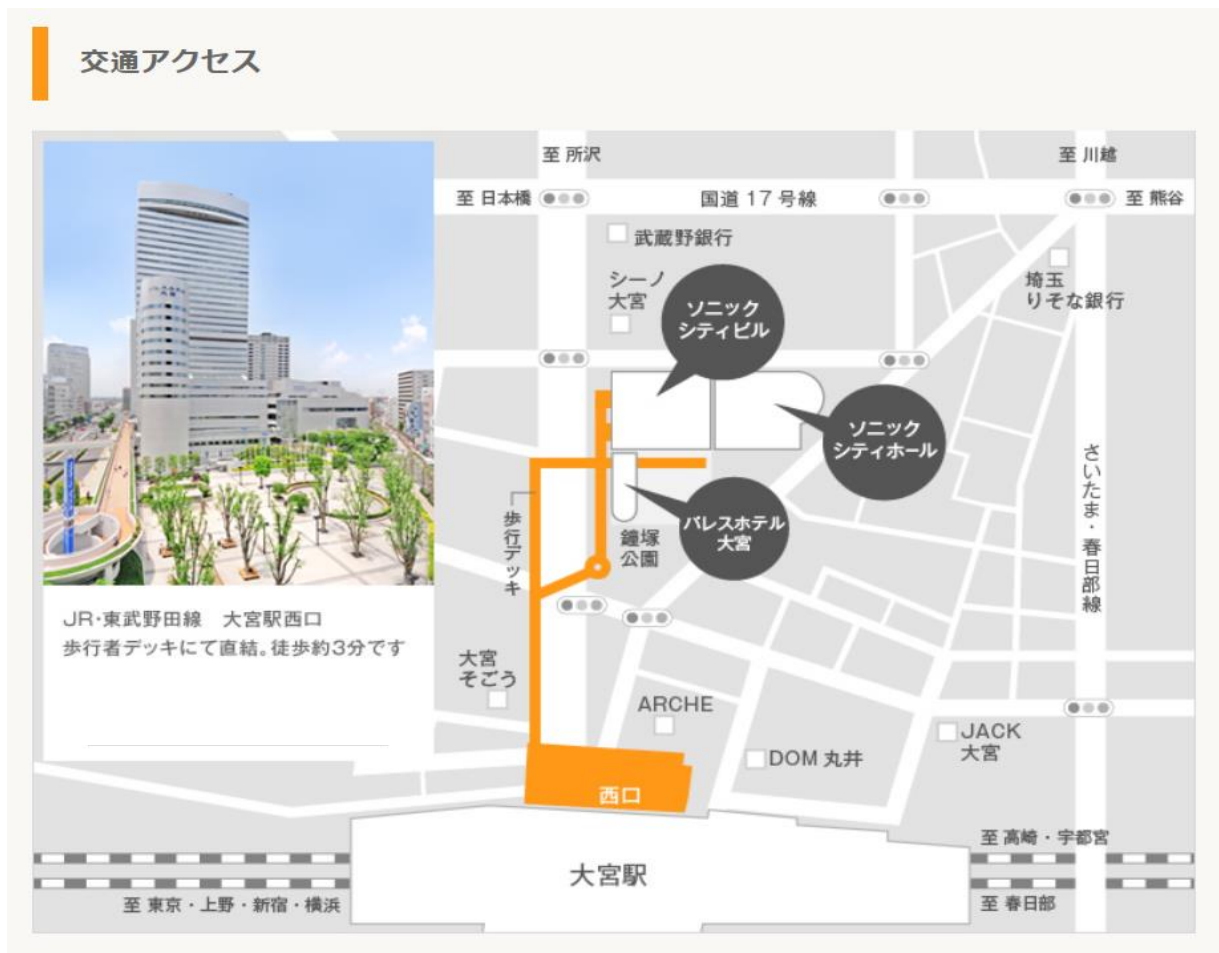 交通アクセス
至 所沢
至 川越
至 日本橋
国道 17 号線
至 熊谷
武蔵野銀行
シーノ
大宮
ソニック
シティビル
埼玉
りそな銀行
ソニック
シティホール
パレスホテル
大宮
歩行デッキ
鐘塚
公園
さいたま・春日部線
JR・東武野田線 大宮駅西口
歩行者デッキにて直結。徒歩約3分です
大宮
そごう
ARCHE
JACK
大宮
DOM 丸井
西口
大宮駅
至 高崎・宇都宮
至 東京・上野・新宿・横浜
至 春日部